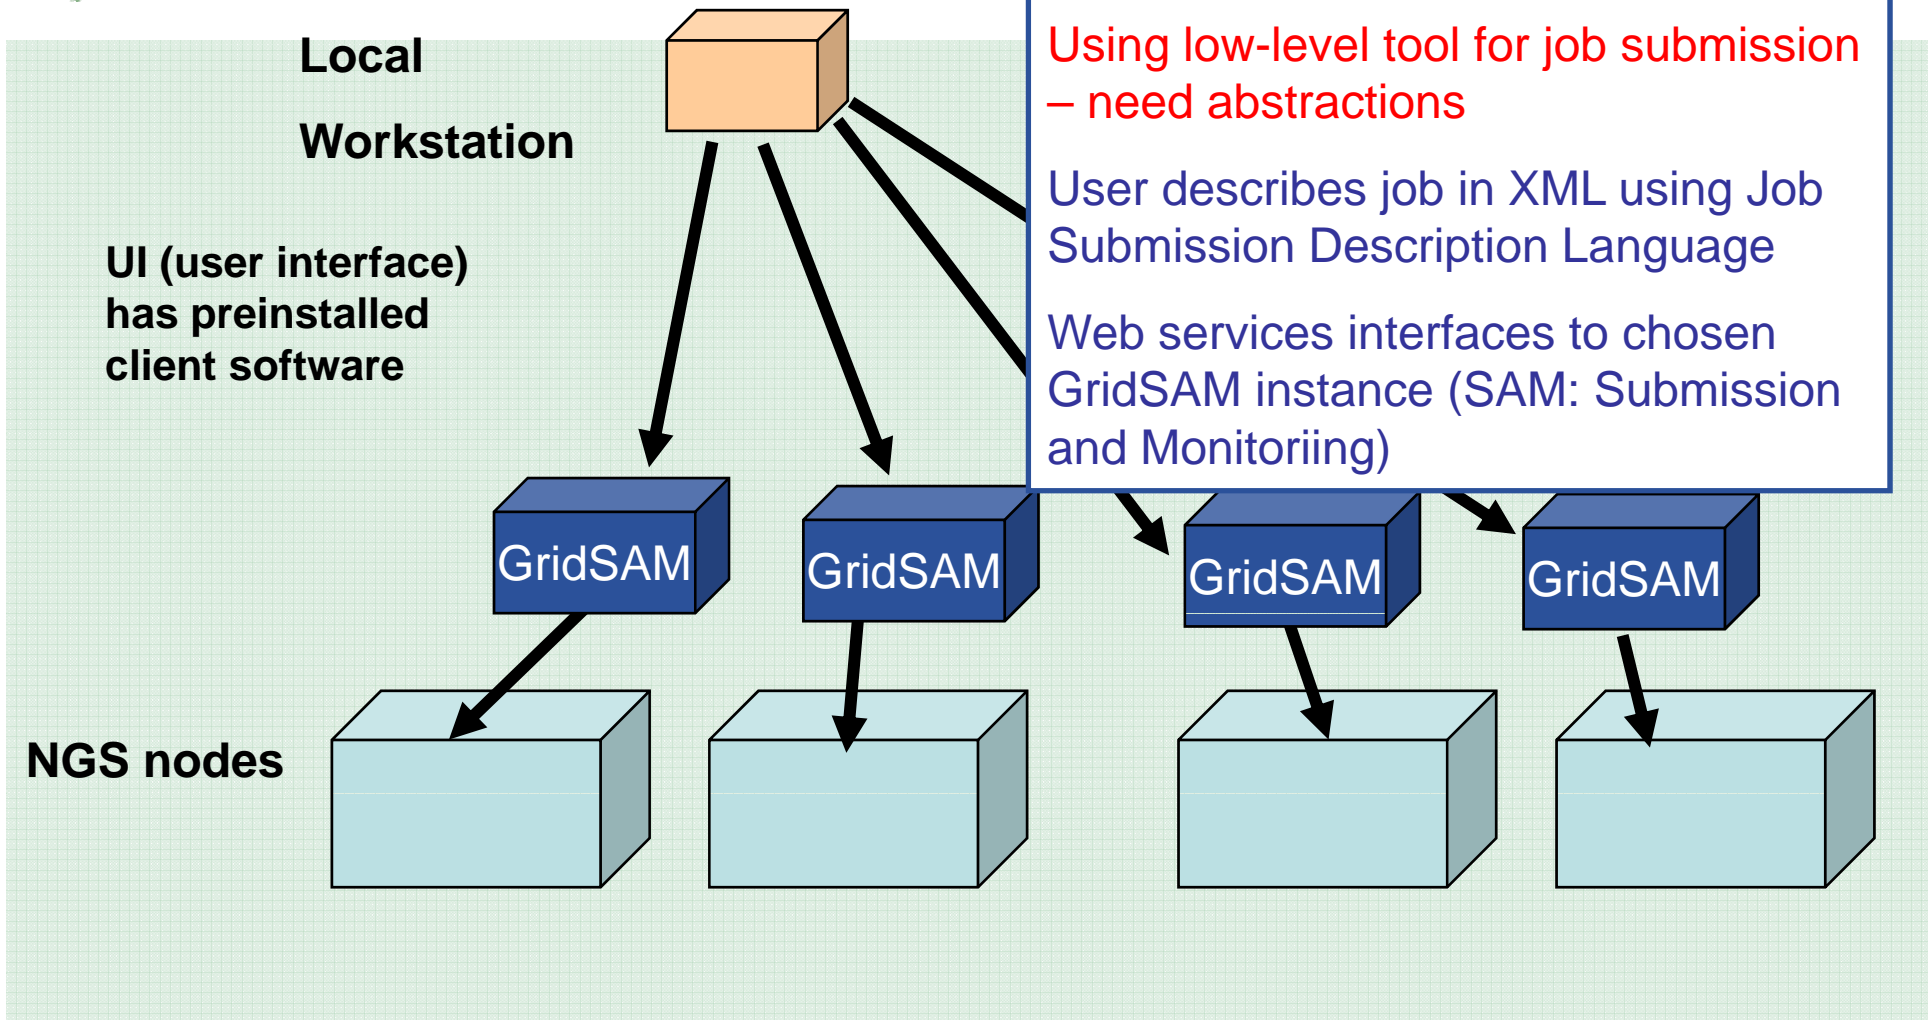 Local
Workstation
UI (user interface)
has preinstalled
client software
Using low-level tool for job submission
– need abstractions
User describes job in XML using Job
Submission Description Language
Web services interfaces to chosen
GridSAM instance (SAM: Submission
and Monitoriing)
GridSAM
GridSAM
GridSAM
GridSAM
NGS nodes